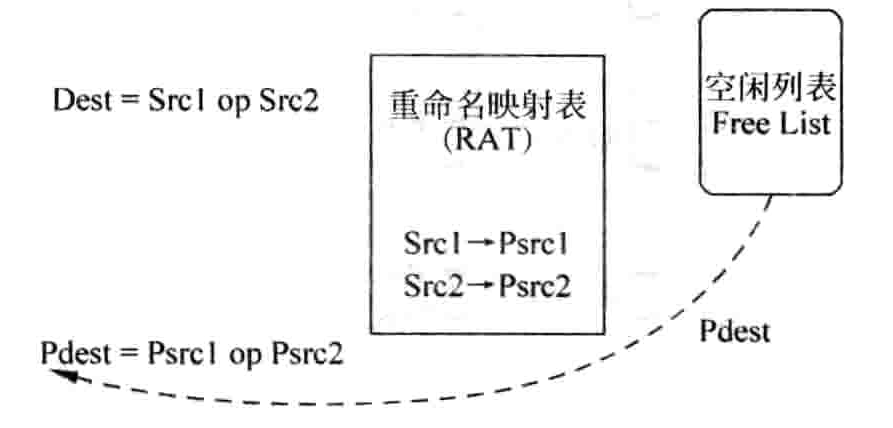 Dest = Src1 op Src2
重命名映射表
(RAT)
Src1→Psrc1
Src2→Psrc2
空闲列表
Free List
Pdest
Pdest = Psrc1 op Psrc2